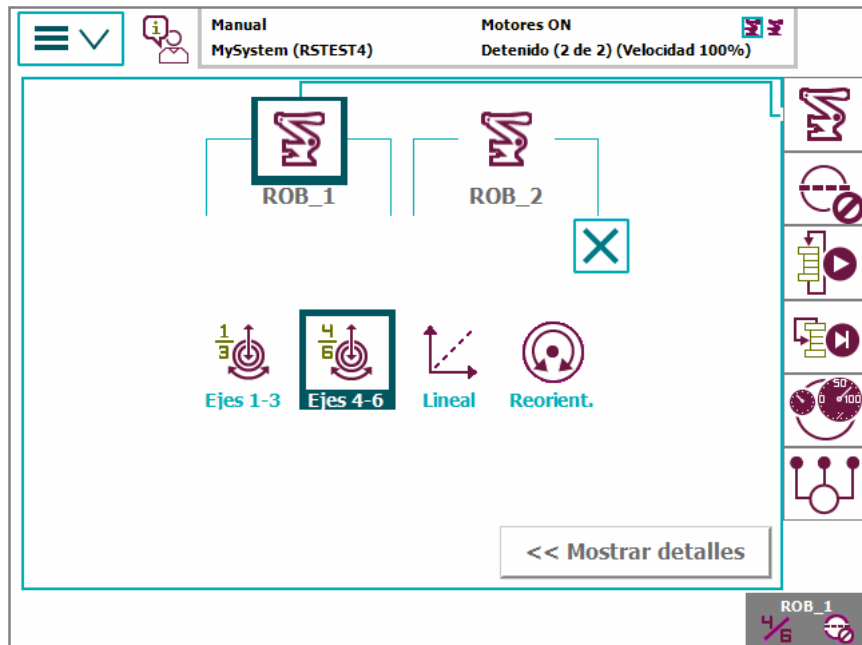 Manual
Motores ON
MySystem (RSTEST4)
Detenido (2 de 2) (Velocidad 100%)
ROB_1
ROB_2
1
3
4
6
Ejes 1-3
Ejes 4-6
Lineal
Reorient.
50
0
100
%
<< Mostrar detalles
ROB_1
4/6